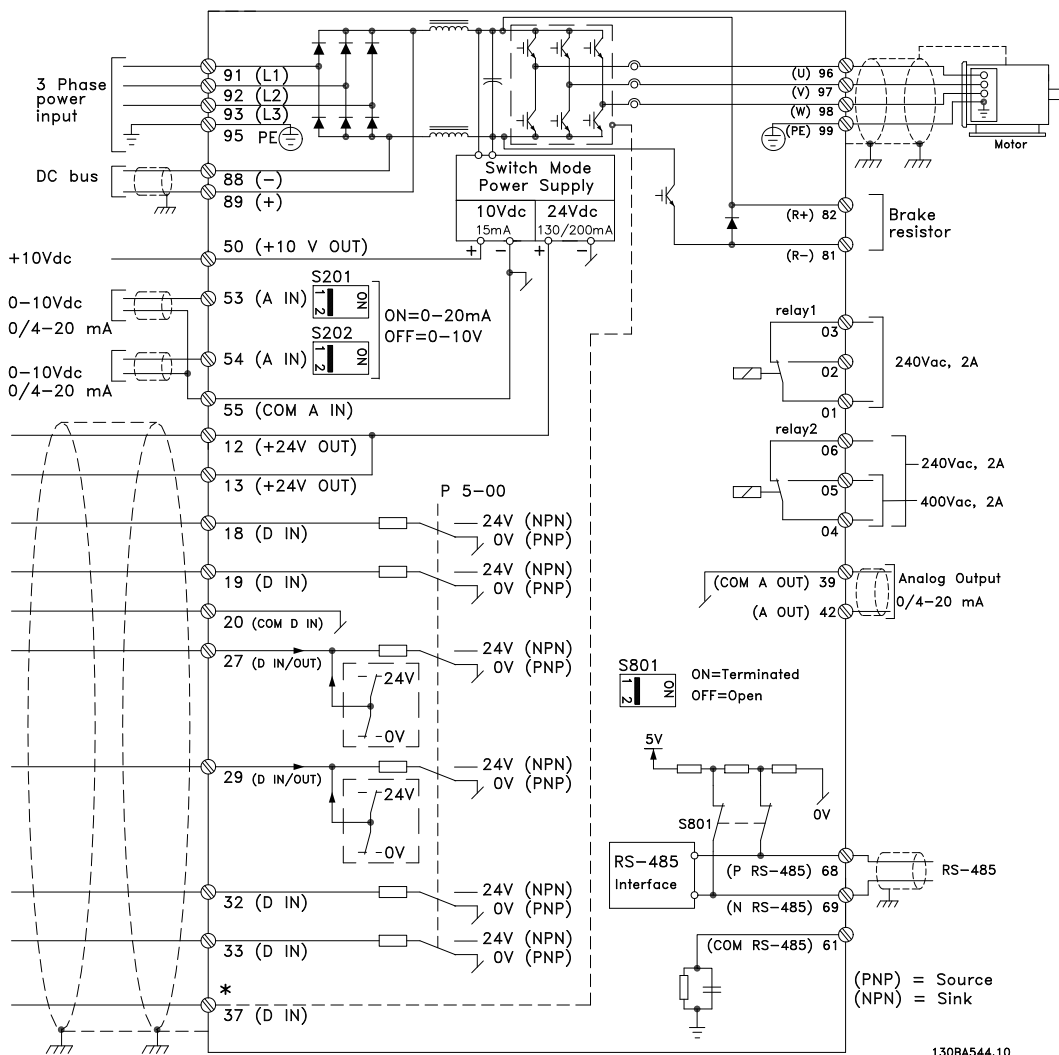 3 Phase
power
input
91 (L1)
92 (L2)
93 (L3)
95 PE
DC bus
88 (-)
89 (+)
+10Vdc
50 (+10 V OUT)
0-10Vdc
0/4-20 mA
53 (A IN)
S201
1 2
ON
ON=0-20mA
OFF=0-10V
S202
1 2
ON
0-10Vdc
0/4-20 mA
54 (A IN)
55 (COM A IN)
12 (+24V OUT)
13 (+24V OUT)
P 5-00
18 (D IN)
24V (NPN)
0V (PNP)
19 (D IN)
24V (NPN)
0V (PNP)
20 (COM D IN)
27 (D IN/OUT)
24V (NPN)
0V (PNP)
24V
0V
29 (D IN/OUT)
24V (NPN)
0V (PNP)
24V
0V
32 (D IN)
24V (NPN)
0V (PNP)
33 (D IN)
24V (NPN)
0V (PNP)
*
37 (D IN)
Switch Mode
Power Supply
10Vdc
15mA
24Vdc
130/200mA
+ - + -
(U) 96
(V) 97
(W) 98
(PE) 99
Motor
(R+) 82
(R-) 81
Brake
resistor
relay1
03
02
01
240Vac, 2A
relay2
06
05
04
240Vac, 2A
400Vac, 2A
(COM A OUT) 39
(A OUT) 42
Analog Output
0/4-20 mA
S801
1 2
ON
ON=Terminated
OFF=Open
5V
0V
S801
RS-485
Interface
(P RS-485) 68
(N RS-485) 69
RS-485
(COM RS-485) 61
(PNP) = Source
(NPN) = Sink
130BA544.10